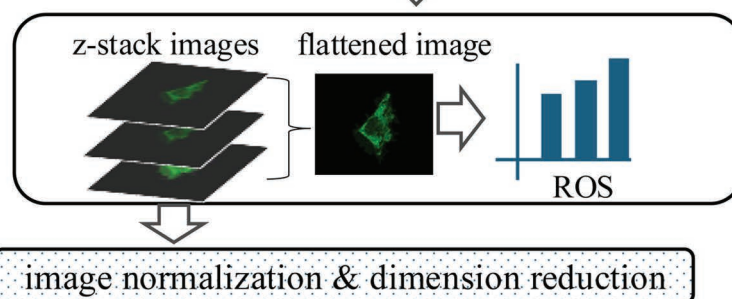 z-stack images flattened image
ROS
image normalization & dimension reduction